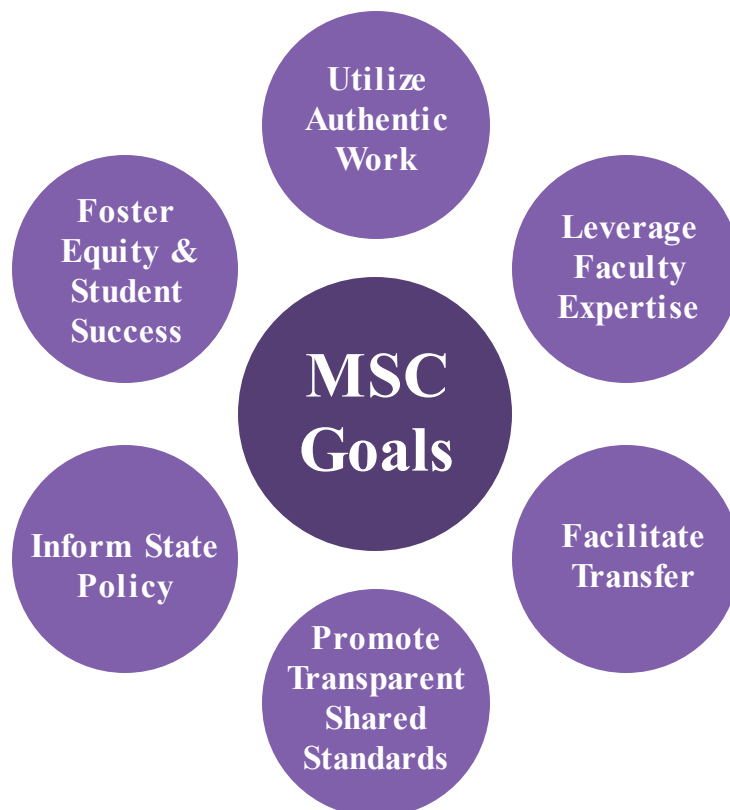 Utilize
Authentic
Work
Leverage
Faculty
Expertise
Facilitate
Transfer
Promote
Transparent
Shared
Standards
Inform State
Policy
Foster
Equity &
Student
Success
MSC
Goals